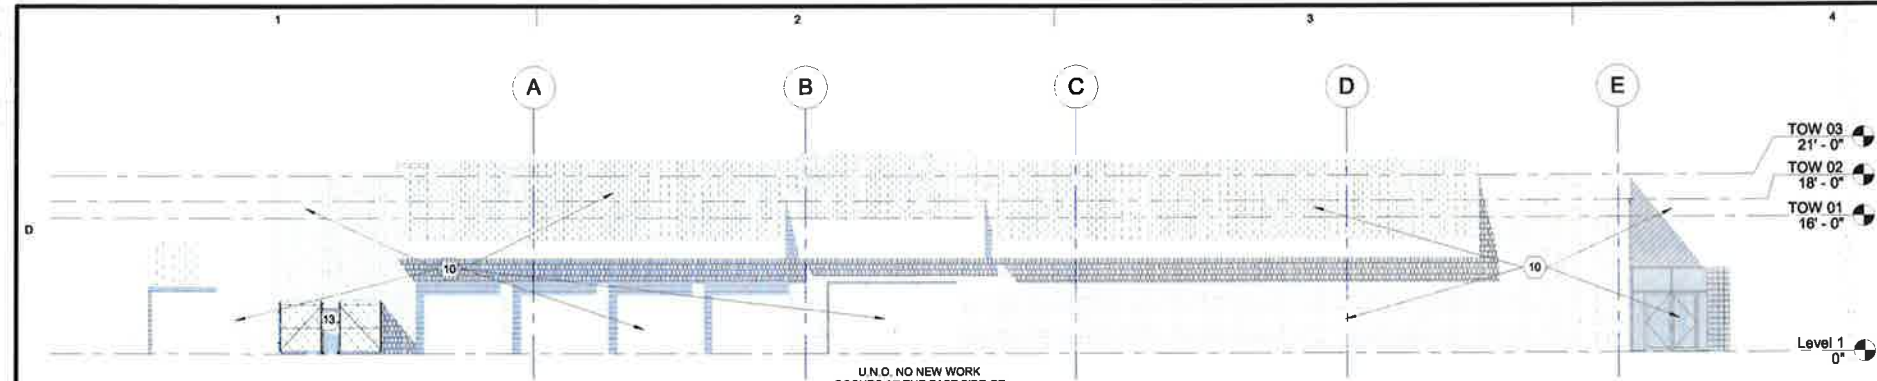 1
2
3
4
A
B
C
D
E
TOW 03
21' - 0"
TOW 02
18' - 0"
TOW 01
16' - 0"
D
10
10
13
Level 1
0"
U.N.O. NO NEW WORK